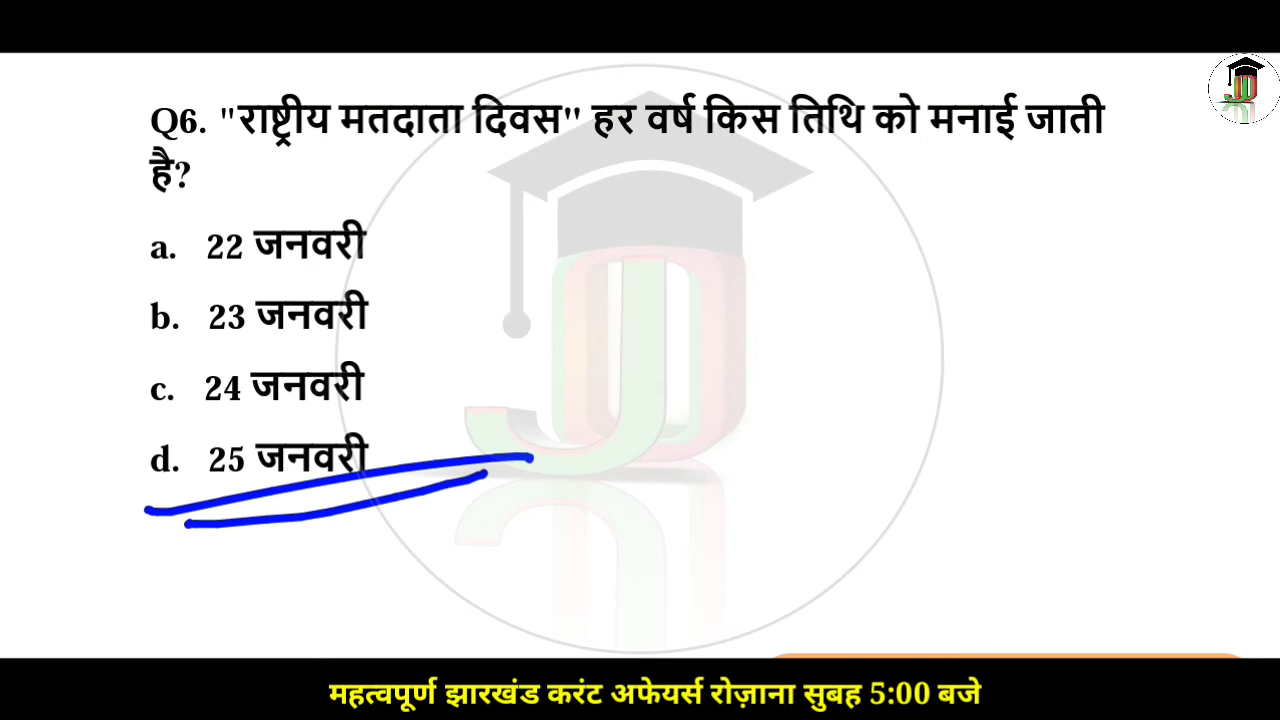 Q6. "राष्ट्रीय मतदाता दिवस" हर वर्ष किस तिथि को मनाई जाती
है?
a. 22 जनवरी
b. 23 जनवरी
c. 24 जनवरी
d. 25 जनवरी
महत्वपूर्ण झारखंड करंट अफेयर्स रोज़ाना सुबह 5:00 बजे